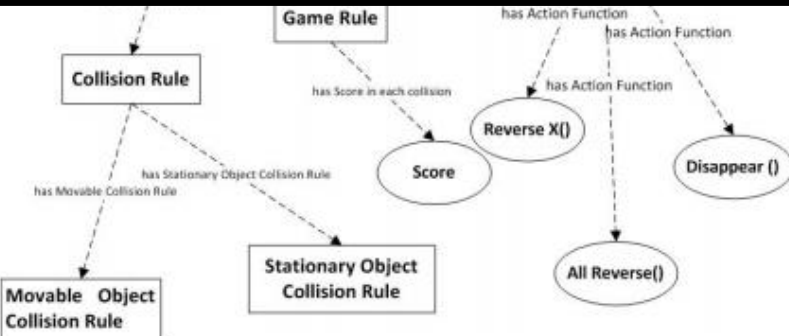 Game Rule
has Action Function
has Action Function
Collision Rule
has Score in each collision
has Action Function
Reverse X()
Score
Disappear ()
has Stationary Object Collision Rule
has Movable Collision Rule
Stationary Object
Collision Rule
All Reverse()
Movable Object
Collision Rule